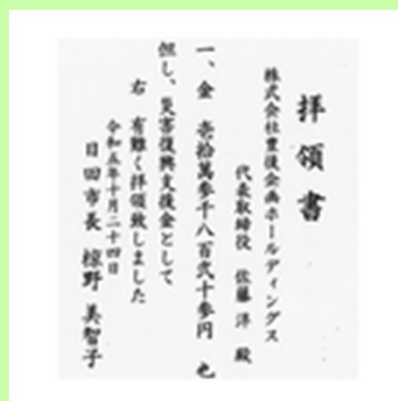 拝領書
株式会社豊後企画ホールディングス
代表取締役 佐藤 洋 殿
一、金 壱拾萬参千八百弐十参円 也
但し、災害復興支援金として
右 有難く拝領致しました
令和五年十月二十四日
日田市長 椋野 美智子